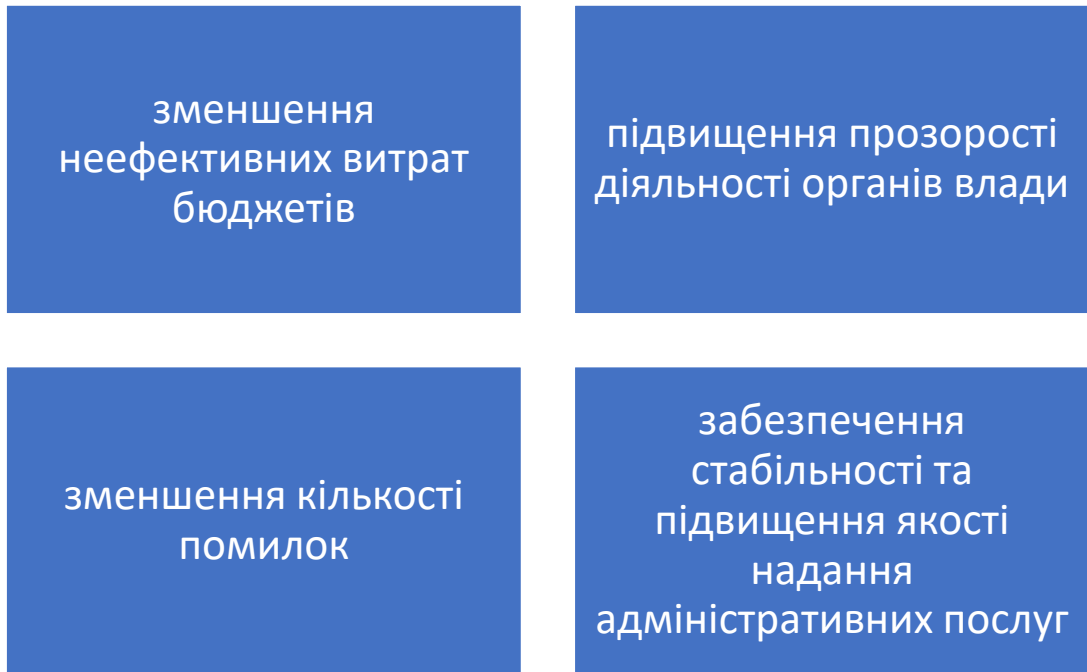 зменшення
неефективних витрат
бюджетів
підвищення прозорості
діяльності органів влади
зменшення кількості
помилок
забезпечення
стабільності та
підвищення якості
надання
адміністративних послуг